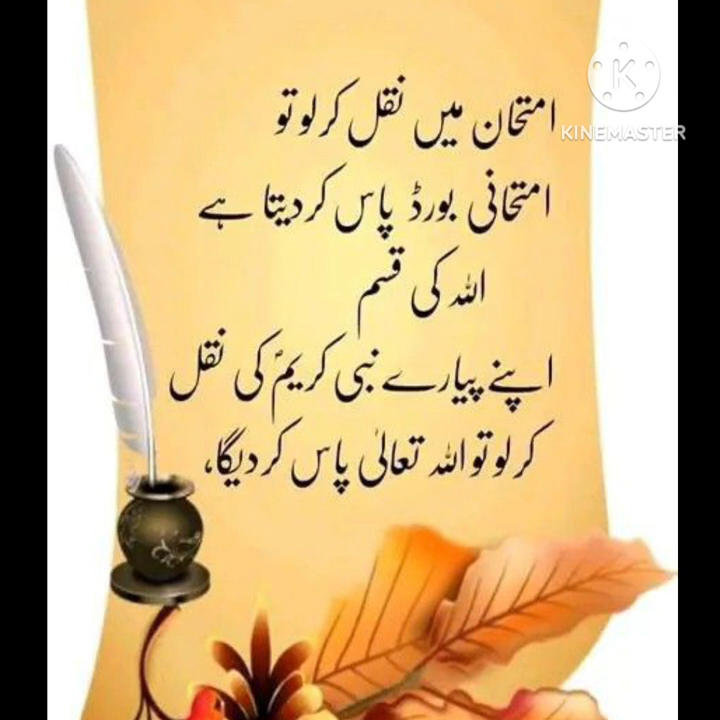 امتحان میں نقل کرلو تو
KINEMASTER
امتحانی بورڈ پاس کر دیتا ہے
اللہ کی قسم
اپنے پیارے نبی کریمؐ کی نقل
کرلو تو اللہ تعالیٰ پاس کر دیگا،